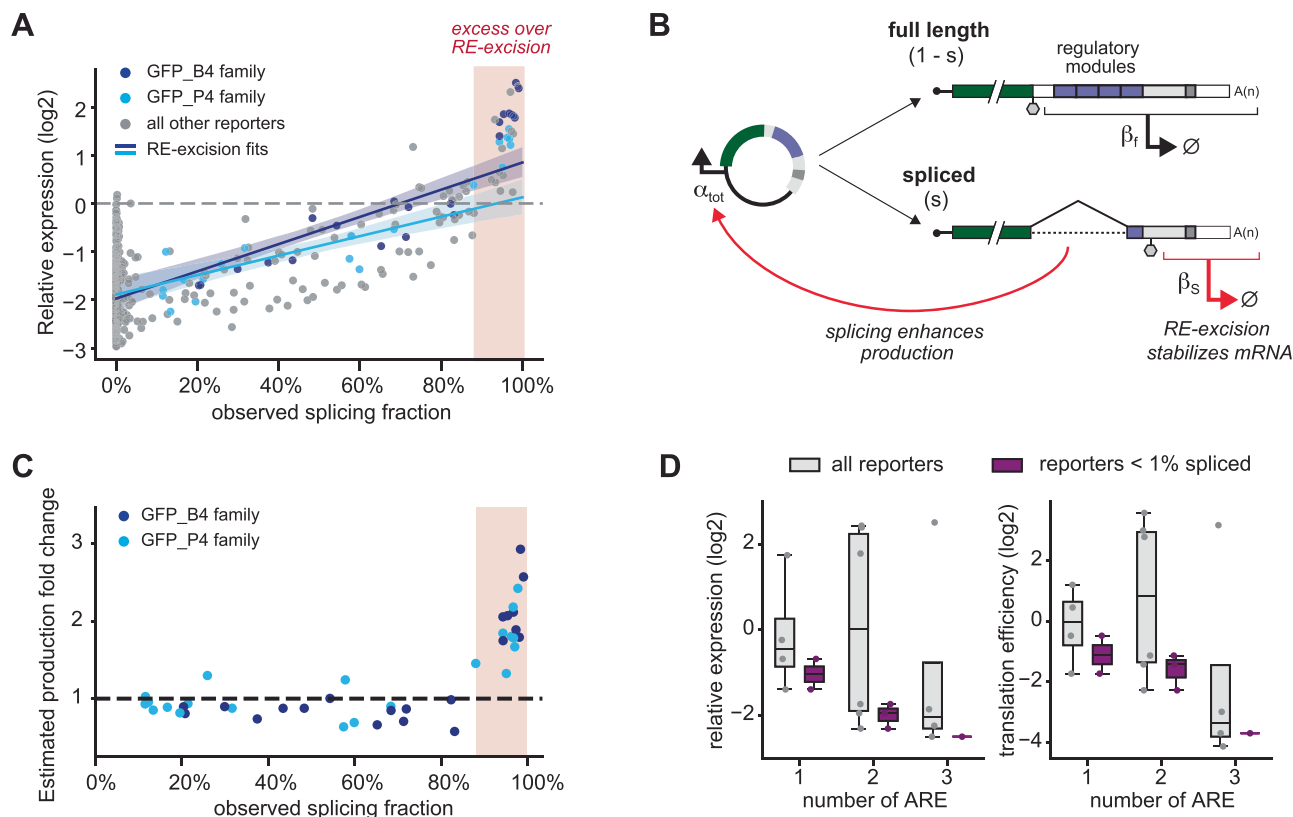 A
excess over
RE-excision
GFP_B4 family
GFP_P4 family
all other reporters
RE-excision fits
Relative expression (log2)
2
1
0
−1
−2
−3
0%
20%
40%
60%
80%
100%
observed splicing fraction
B
full length
(1 - s)
regulatory
modules
A(n)
βf
∅
αtot
spliced
(s)
A(n)
βS
∅
splicing enhances
production
RE-excision
stabilizes mRNA
C
Estimated production fold change
GFP_B4 family
GFP_P4 family
3
2
1
0%
20%
40%
60%
80%
100%
observed splicing fraction
D
all reporters
reporters < 1% spliced
relative expression (log2)
2
0
−2
1
2
3
number of ARE
translation efficiency (log2)
2
0
−2
−4
1
2
3
number of ARE